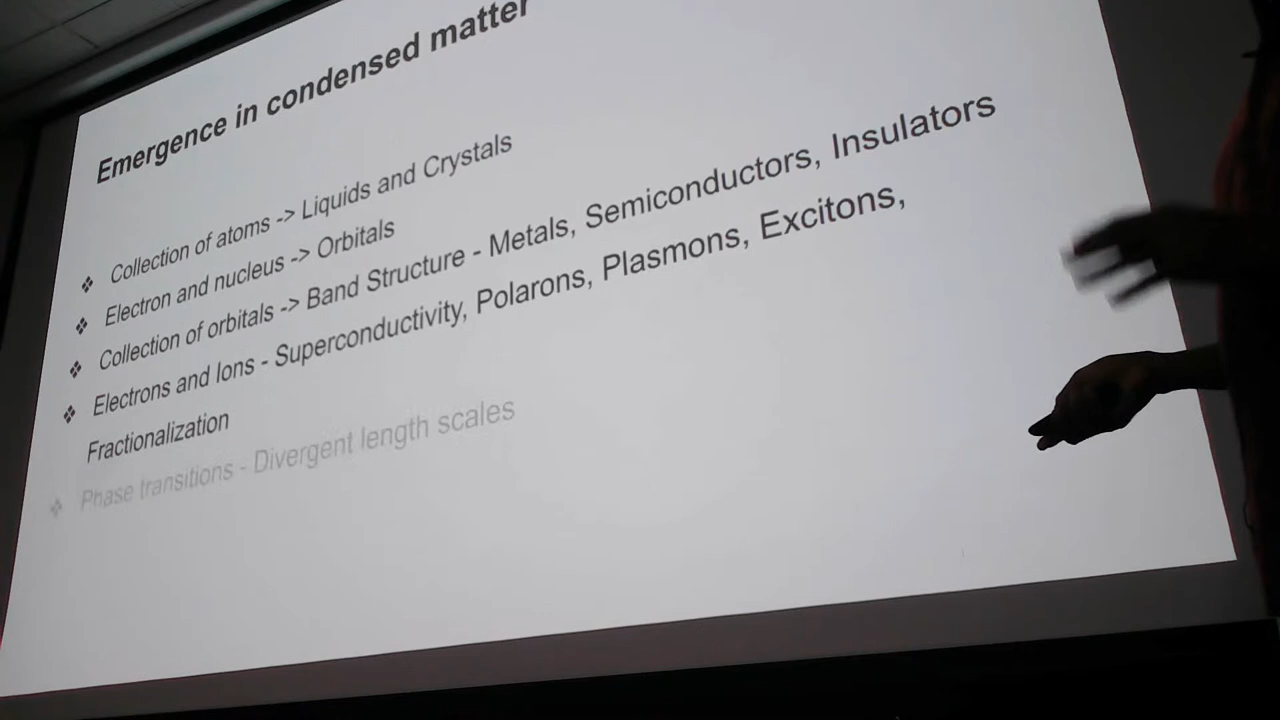 Emergence in condensed matter
❖ Collection of atoms -> Liquids and Crystals
❖ Electron and nucleus -> Orbitals
❖ Collection of orbitals -> Band Structure - Metals, Semiconductors, Insulators
❖ Electrons and Ions - Superconductivity, Polarons, Plasmons, Excitons,
Fractionalization
❖ Phase transitions - Divergent length scales